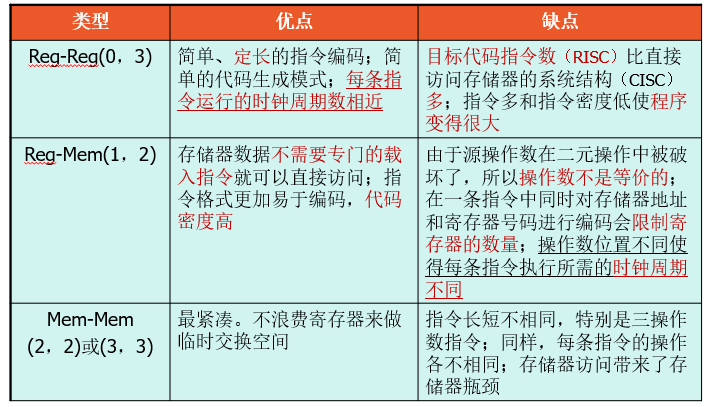 类型
优点
缺点
Reg-Reg(0，3)
简单、定长的指令编码；简
单的代码生成模式；每条指
令运行的时钟周期数相近
目标代码指令数（RISC）比直接
访问存储器的系统结构（CISC）
多；指令多和指令密度低使程序
变得很大
Reg-Mem(1，2)
存储器数据不需要专门的载
入指令就可以直接访问；指
令格式更加易于编码，代码
密度高
由于源操作数在二元操作中被破
坏了，所以操作数不是等价的；
在一条指令中同时对存储器地址
和寄存器号码进行编码会限制寄
存器的数量；操作数位置不同使
得每条指令执行所需的时钟周期
不同
Mem-Mem
(2，2)或(3，3)
最紧凑。不浪费寄存器来做
临时交换空间
指令长短不相同，特别是三操作
数指令；同样，每条指令的操作
各不相同；存储器访问带来了存
储器瓶颈